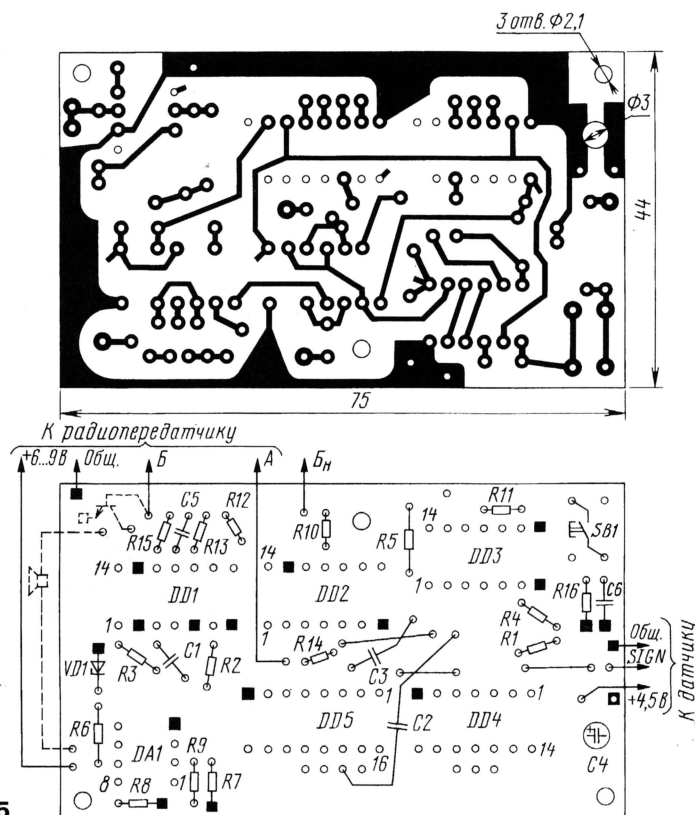 3 отв. Ф2,1
Ф3
44
75
К радиопередатчику
+6...9В Общ. Б А Бн
C5 R12
R15 R13 R10 R5 14 R11 SB1
14 14 DD3
DD1 DD2 R16 C6
1 1 1 R4
Общ.
C1 R14 R1 SIGN
VD1 R3 R2 C3 +4,5В
К датчику
1 1
R6 DD5 C2 DD4
DA1 R9 16 14 C4
8 R8 1 R7
5